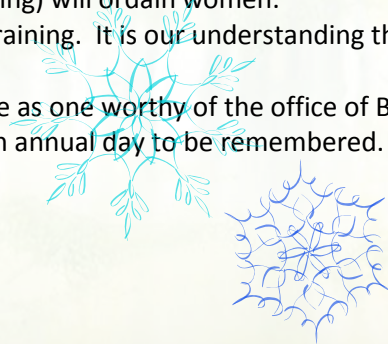 ing) will ordain women.
raining.  It is our understanding th
e as one worthy of the office of B
n annual day to be remembered.